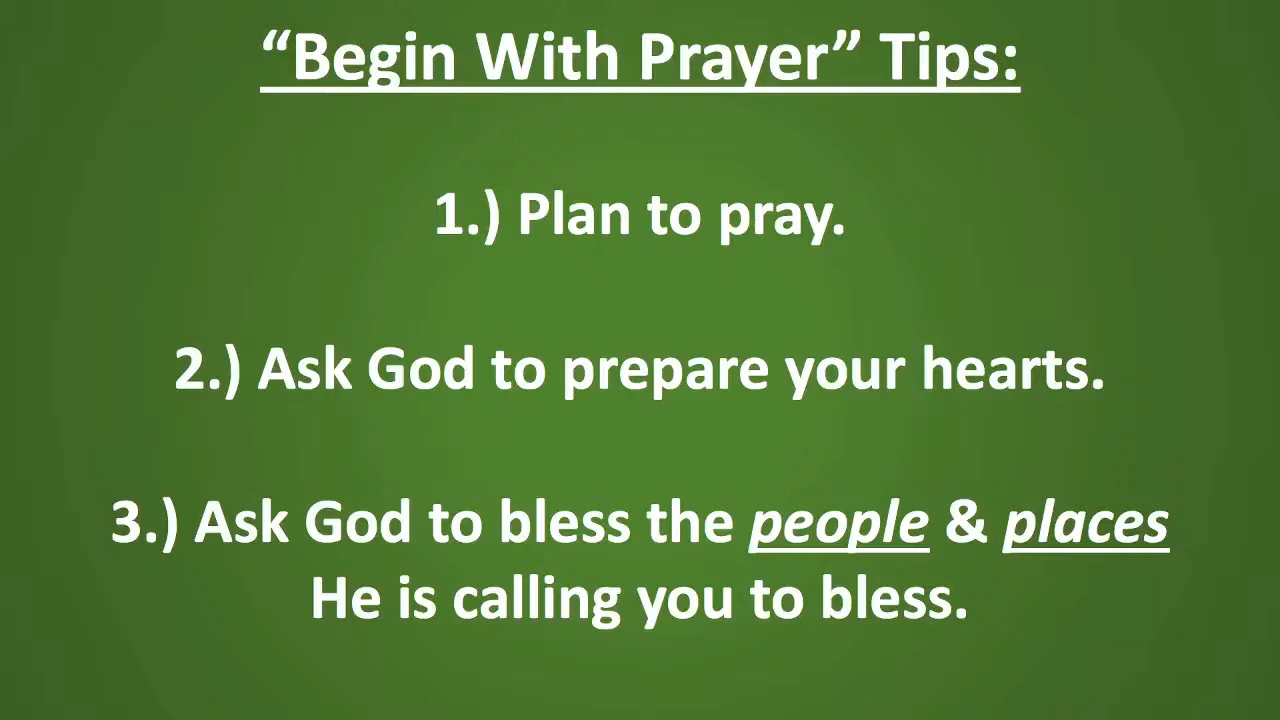 “Begin With Prayer” Tips:
1.) Plan to pray.
2.) Ask God to prepare your hearts.
3.) Ask God to bless the people & places
He is calling you to bless.